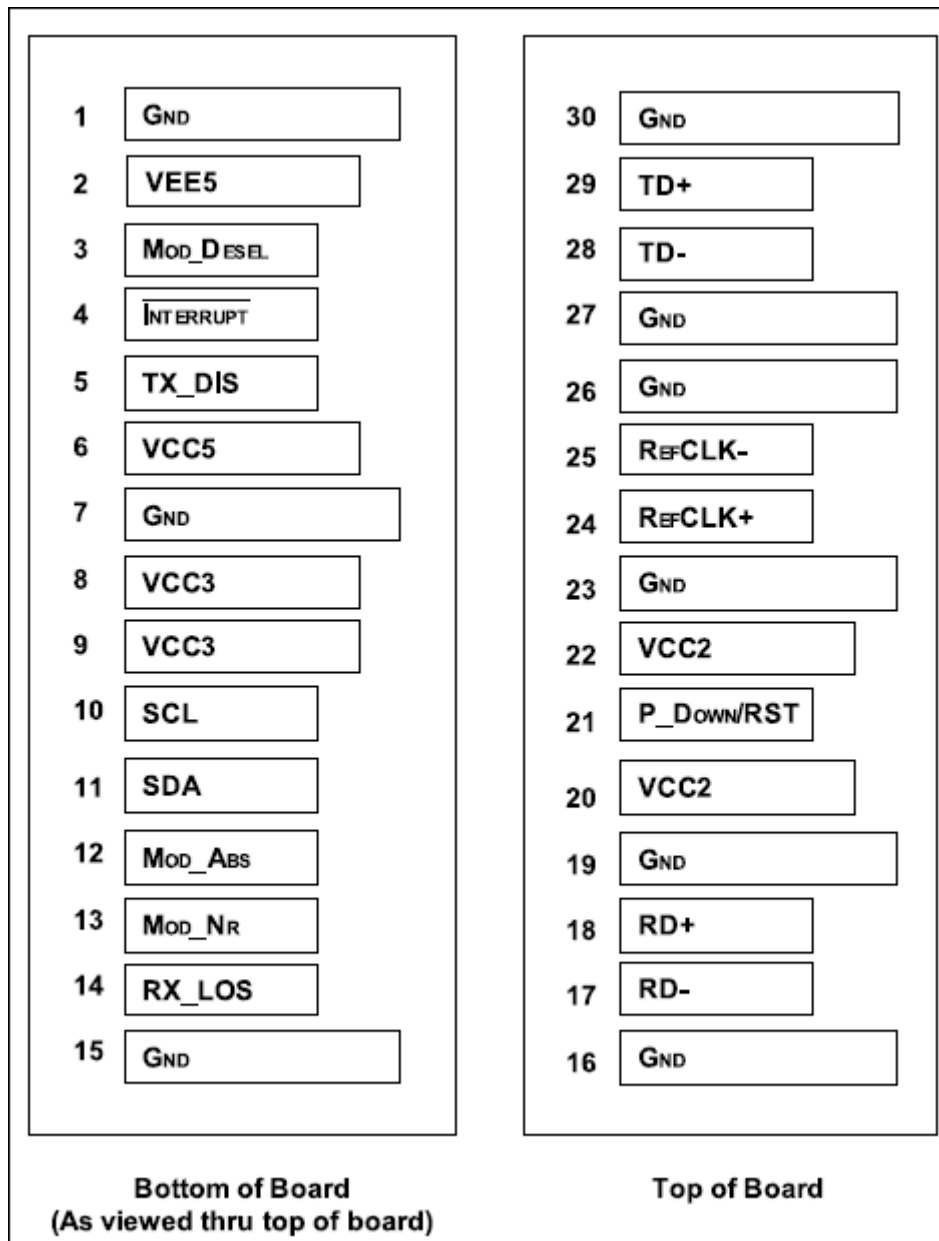 1 GND
2 VEE5
3 MOD_DESEL
4 INTERRUPT
5 TX_DIS
6 VCC5
7 GND
8 VCC3
9 VCC3
10 SCL
11 SDA
12 MOD_ABS
13 MOD_NR
14 RX_LOS
15 GND
Bottom of Board
(As viewed thru top of board)
30 GND
29 TD+
28 TD-
27 GND
26 GND
25 REFCLK-
24 REFCLK+
23 GND
22 VCC2
21 P_DOWN/RST
20 VCC2
19 GND
18 RD+
17 RD-
16 GND
Top of Board